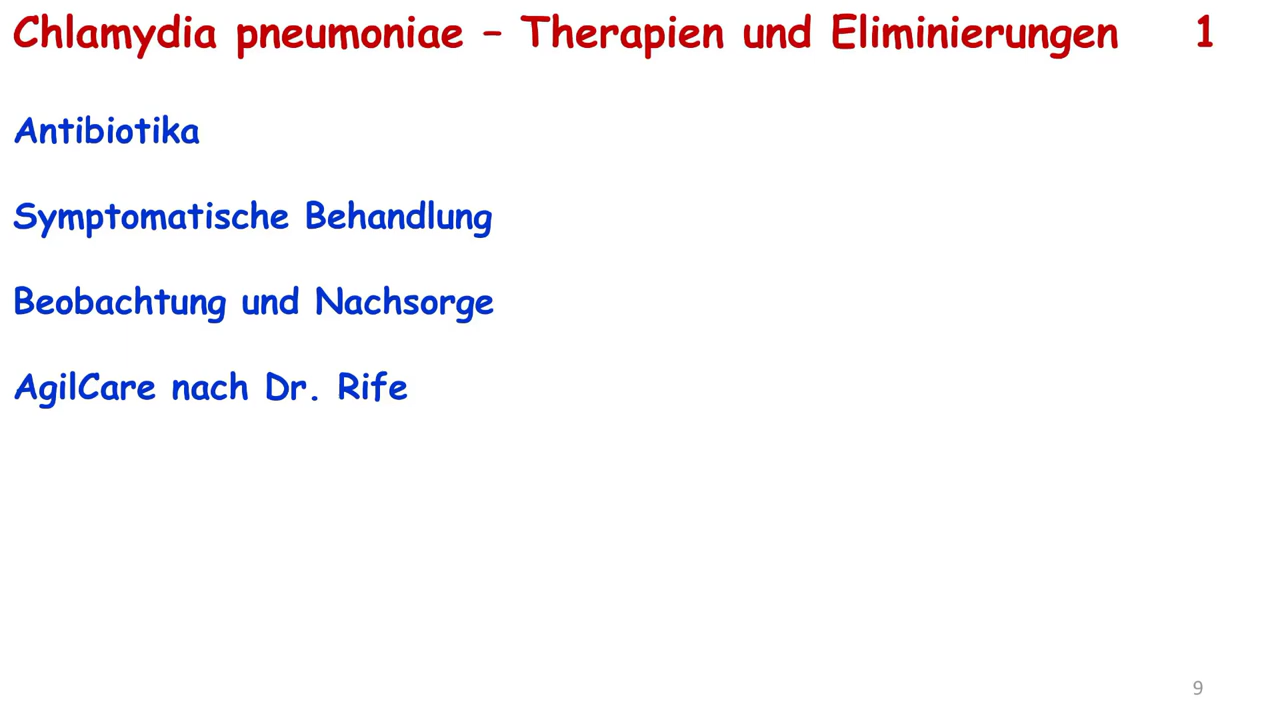 Chlamydia pneumoniae – Therapien und Eliminierungen 1
Antibiotika
Symptomatische Behandlung
Beobachtung und Nachsorge
AgilCare nach Dr. Rife
9